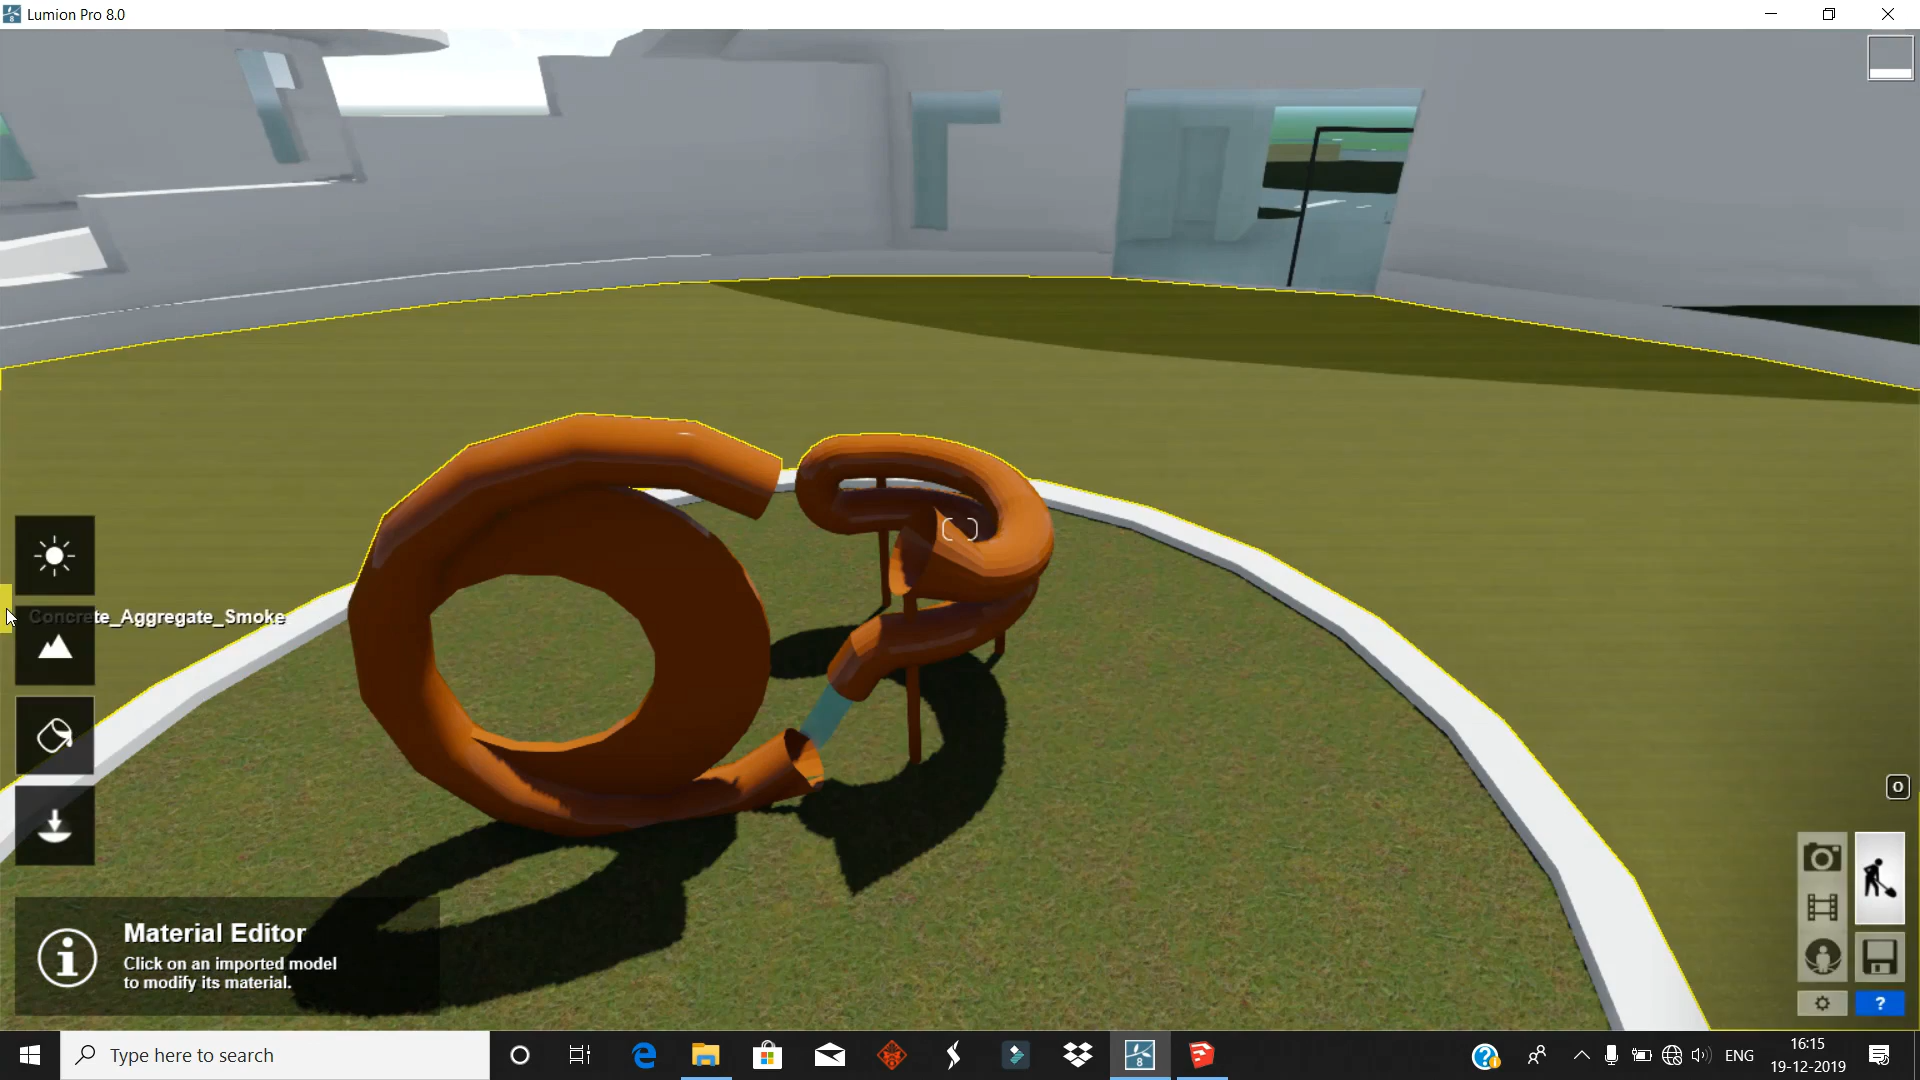 Lumion Pro 8.0
Concrete_Aggregate_Smoke
O
Material Editor
Click on an imported model
to modify its material.
?
Type here to search
8
ENG
16:15
19-12-2019